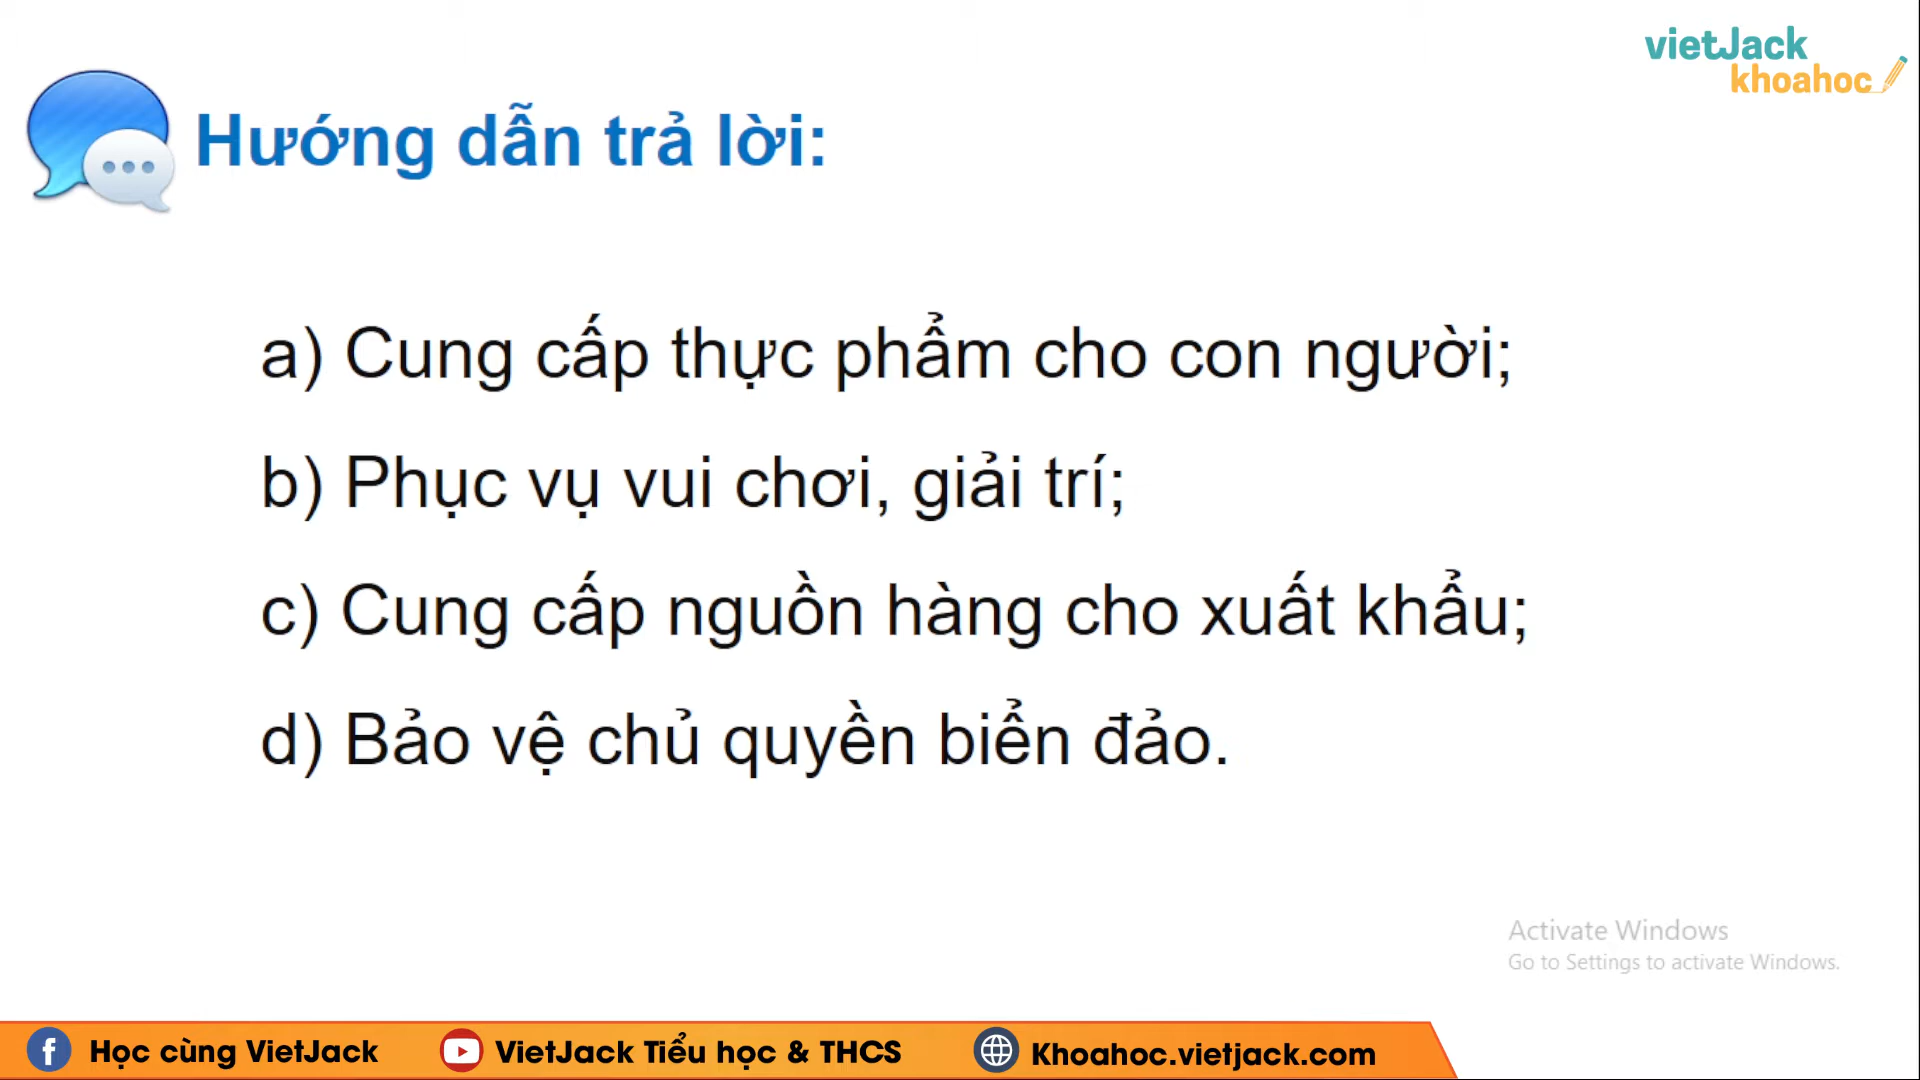 vietJack
khoahoc
Hướng dẫn trả lời:
a) Cung cấp thực phẩm cho con người;
b) Phục vụ vui chơi, giải trí;
c) Cung cấp nguồn hàng cho xuất khẩu;
d) Bảo vệ chủ quyền biển đảo.
Activate Windows
Go to Settings to activate Windows.
Học cùng VietJack
VietJack Tiểu học & THCS
Khoahoc.vietjack.com